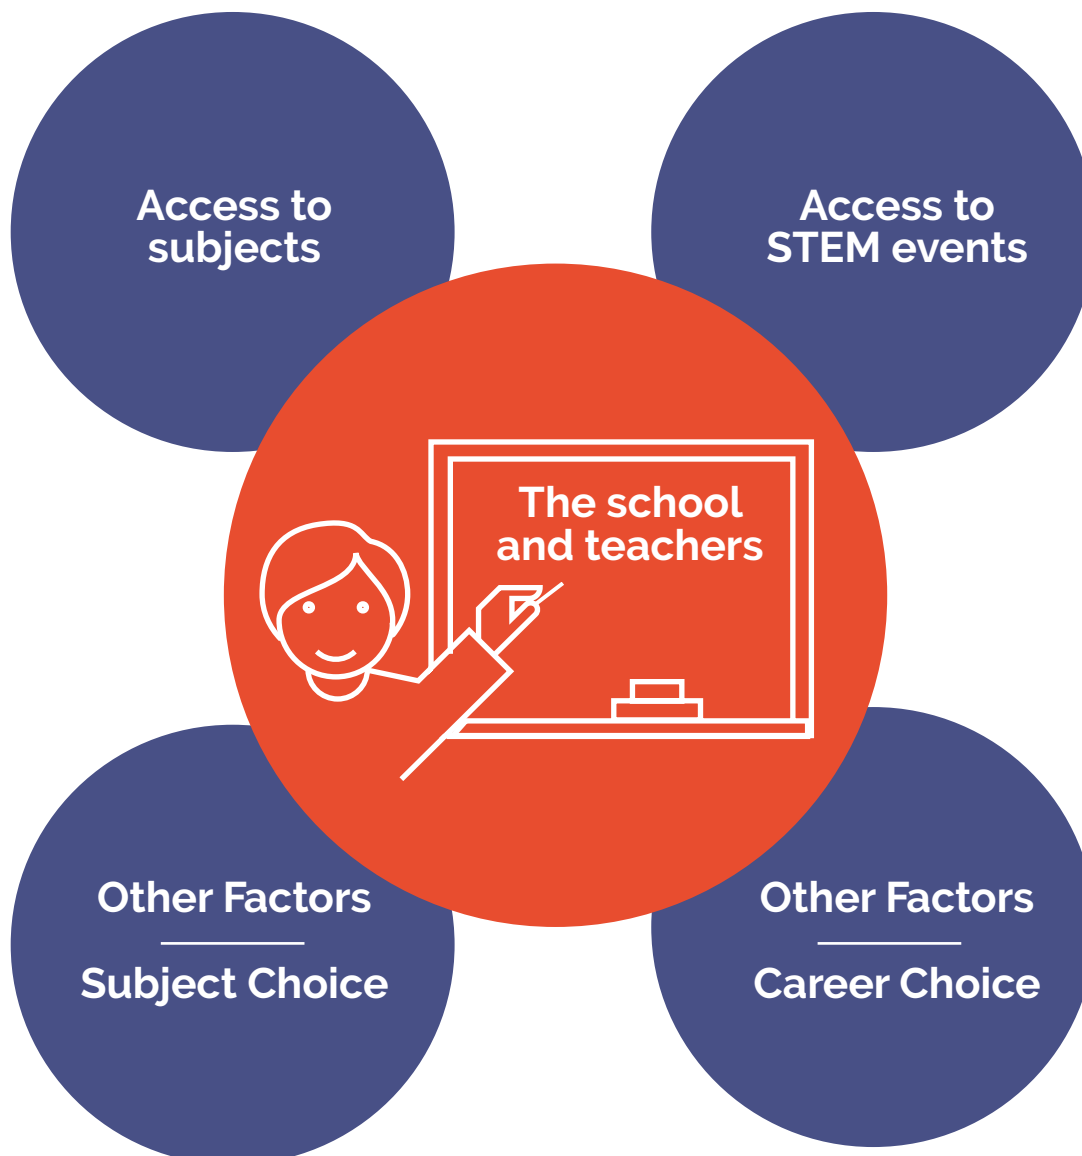 Access to
subjects
Access to
STEM events
The school
and teachers
Other Factors
Subject Choice
Other Factors
Career Choice